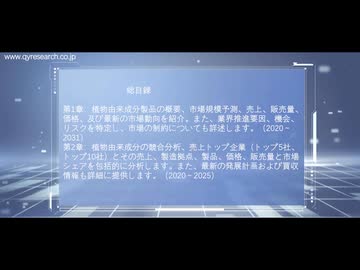 www.qyresearch.co.jp
総目録
第1章　植物由来成分製品の概要、市場規模予測、売上、販売量、
価格、及び最新の市場動向を紹介。また、業界推進要因、機会、
リスクを特定し、市場の制約についても詳述します。（2020～
2031）
第2章　植物由来成分の競合分析、売上トップ企業（トップ5社、
トップ10社）とその売上、製造拠点、製品、価格、販売量と市場
シェアを包括的に分析します。また、最新の発展計画および買収
情報も詳細に提供します。（2020～2025）